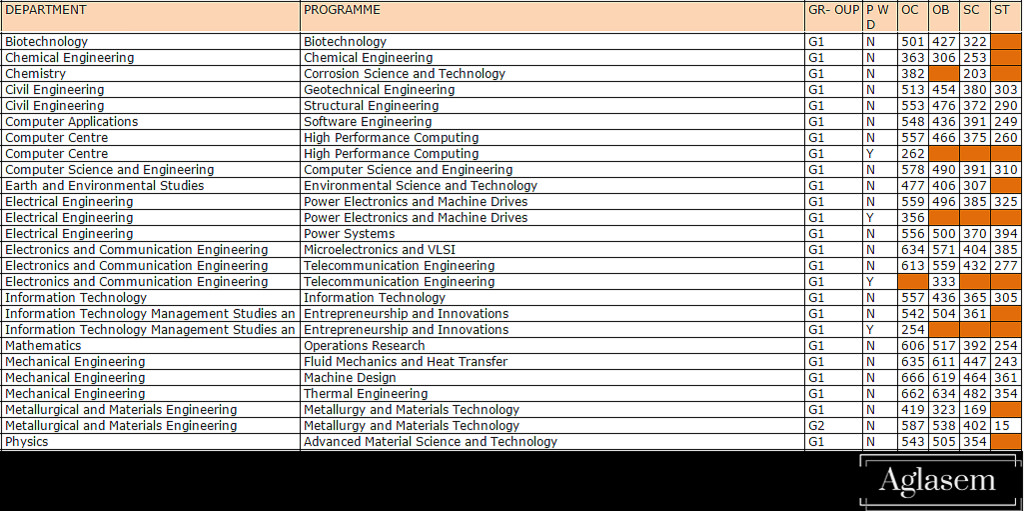 DEPARTMENT PROGRAMME GR- OUP P W D OC OB SC ST
Biotechnology Biotechnology G1 N 501 427 322
Chemical Engineering Chemical Engineering G1 N 363 306 253
Chemistry Corrosion Science and Technology G1 N 382 203
Civil Engineering Geotechnical Engineering G1 N 513 454 380 303
Civil Engineering Structural Engineering G1 N 553 476 372 290
Computer Applications Software Engineering G1 N 548 436 391 249
Computer Centre High Performance Computing G1 N 557 466 375 260
Computer Centre High Performance Computing G1 Y 262
Computer Science and Engineering Computer Science and Engineering G1 N 578 490 391 310
Earth and Environmental Studies Environmental Science and Technology G1 N 477 406 307
Electrical Engineering Power Electronics and Machine Drives G1 N 559 496 385 325
Electrical Engineering Power Electronics and Machine Drives G1 Y 356
Electrical Engineering Power Systems G1 N 556 500 370 394
Electronics and Communication Engineering Microelectronics and VLSI G1 N 634 571 404 385
Electronics and Communication Engineering Telecommunication Engineering G1 N 613 559 432 277
Electronics and Communication Engineering Telecommunication Engineering G1 Y 333
Information Technology Information Technology G1 N 557 436 365 305
Information Technology Management Studies an Entrepreneurship and Innovations G1 N 542 504 361
Information Technology Management Studies an Entrepreneurship and Innovations G1 Y 254
Mathematics Operations Research G1 N 606 517 392 254
Mechanical Engineering Fluid Mechanics and Heat Transfer G1 N 635 611 447 243
Mechanical Engineering Machine Design G1 N 666 619 464 361
Mechanical Engineering Thermal Engineering G1 N 662 634 482 354
Metallurgical and Materials Engineering Metallurgy and Materials Technology G1 N 419 323 169
Metallurgical and Materials Engineering Metallurgy and Materials Technology G2 N 587 538 402 15
Physics Advanced Material Science and Technology G1 N 543 505 354
Aglasem